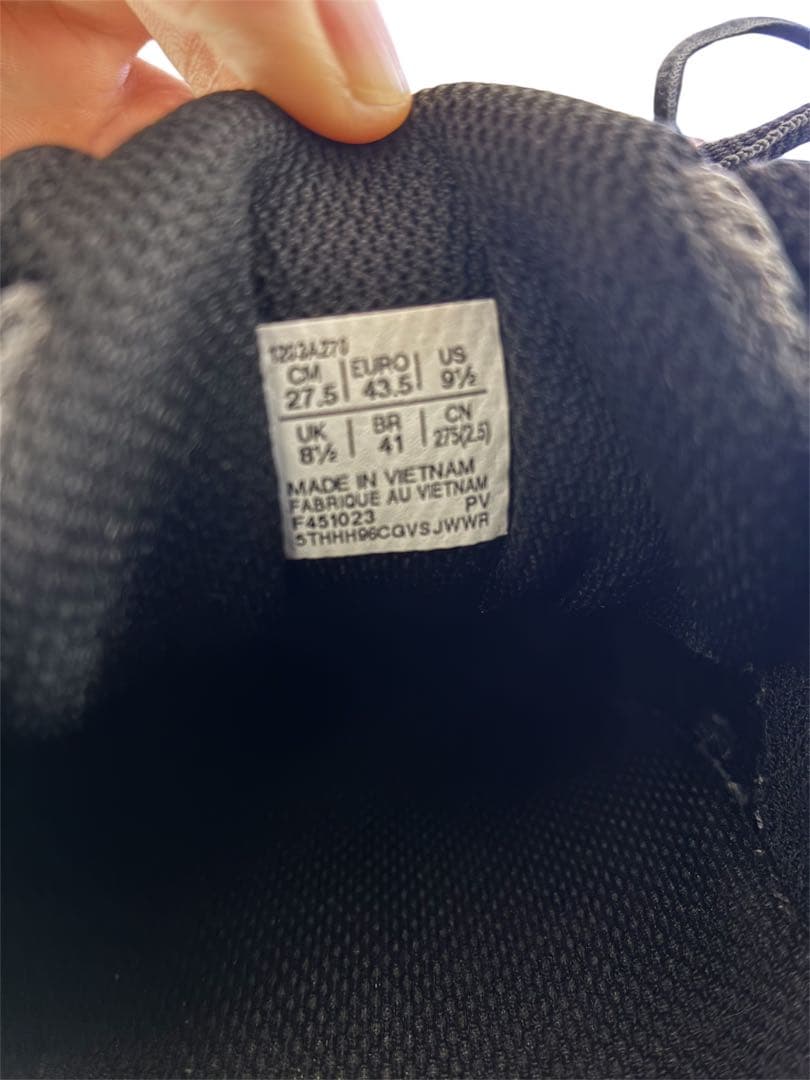 CM | EURO | US
27.5 | 43.5 | 9½
UK | BR | CN
8½ | 41 | 275(2.5)
MADE IN VIETNAM
FABRIQUE AU VIETNAM
F451023 PV
5THHH96CQVSJWWR